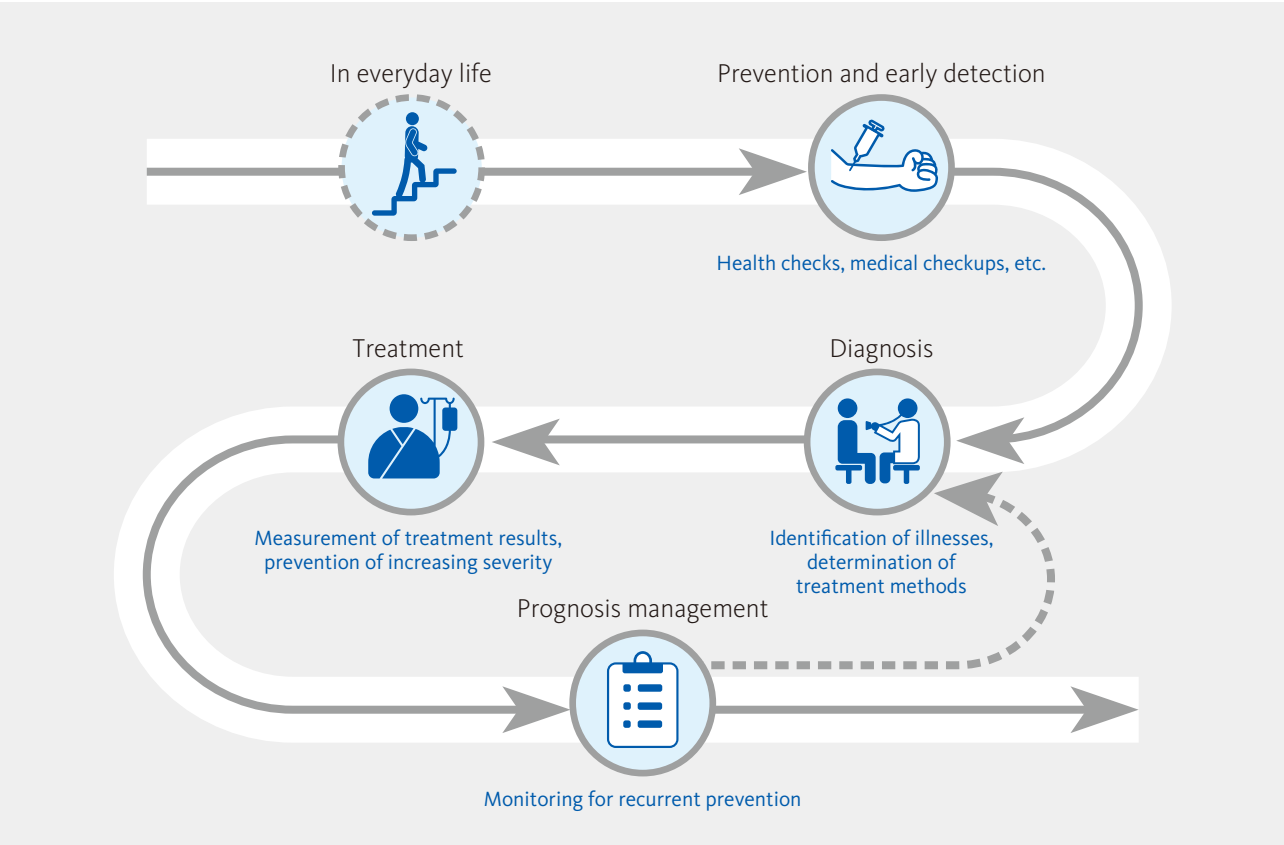 In everyday life
Prevention and early detection
Health checks, medical checkups, etc.
Treatment
Diagnosis
Measurement of treatment results,
prevention of increasing severity
Identification of illnesses,
determination of
treatment methods
Prognosis management
Monitoring for recurrent prevention